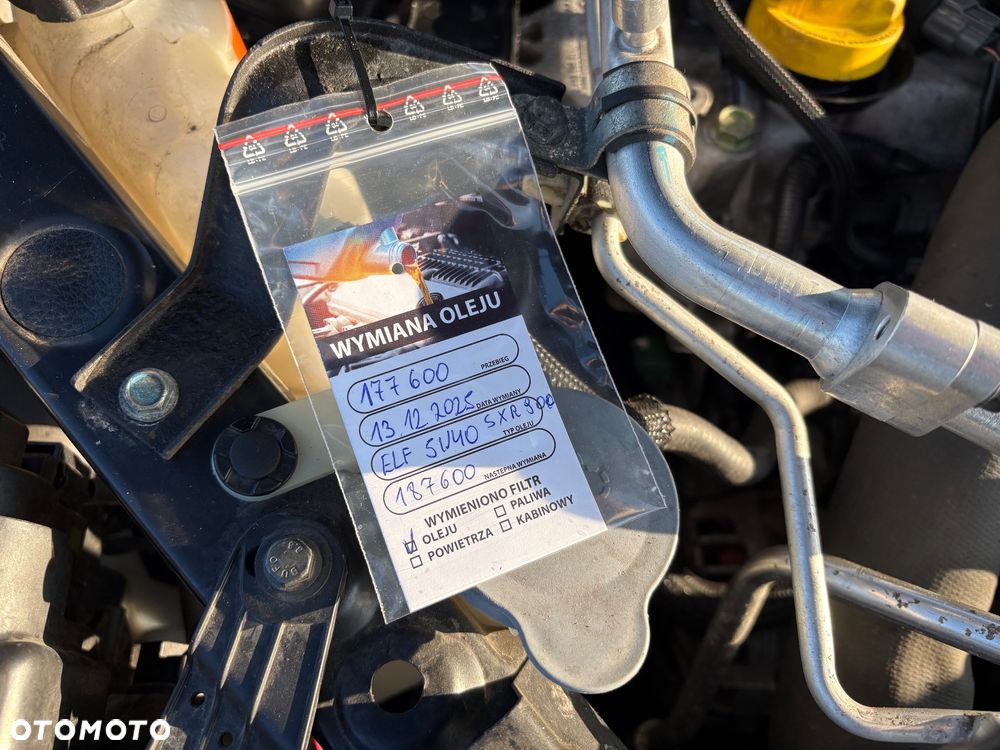 WYMIANA OLEJU
177 600
PRZEBIEG
13.12.2025 DATA WYMIANY
ELF 5W40 SXR 900
TYP OLEJU
187600 NASTEPNA WYMIANA
WYMIENIONO FILTR
OLEJU PALIWA
POWIETRZA KABINOWY
OTOMOTO